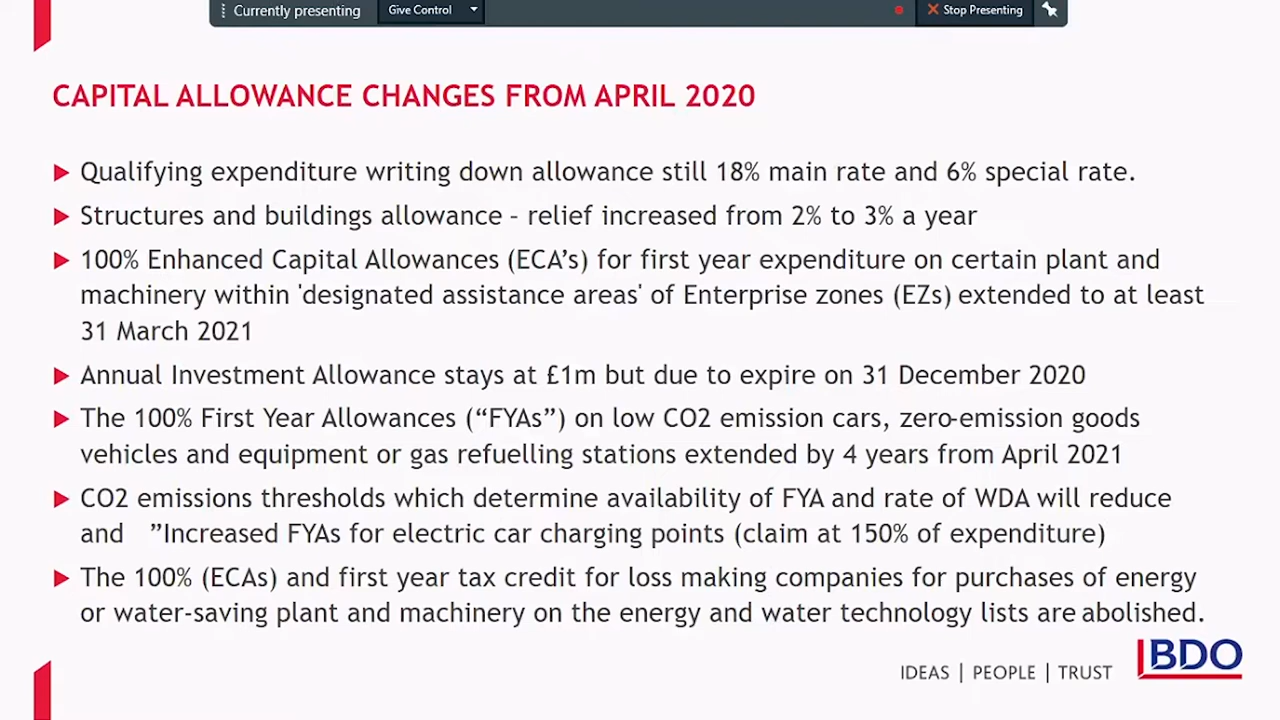 Currently presenting Give Control Stop Presenting
CAPITAL ALLOWANCE CHANGES FROM APRIL 2020
Qualifying expenditure writing down allowance still 18% main rate and 6% special rate.
Structures and buildings allowance – relief increased from 2% to 3% a year
100% Enhanced Capital Allowances (ECA’s) for first year expenditure on certain plant and
machinery within 'designated assistance areas' of Enterprise zones (EZs) extended to at least
31 March 2021
Annual Investment Allowance stays at £1m but due to expire on 31 December 2020
The 100% First Year Allowances (“FYAs”) on low CO2 emission cars, zero-emission goods
vehicles and equipment or gas refuelling stations extended by 4 years from April 2021
CO2 emissions thresholds which determine availability of FYA and rate of WDA will reduce
and ”Increased FYAs for electric car charging points (claim at 150% of expenditure)
The 100% (ECAs) and first year tax credit for loss making companies for purchases of energy
or water-saving plant and machinery on the energy and water technology lists are abolished.
IDEAS | PEOPLE | TRUST
BDO